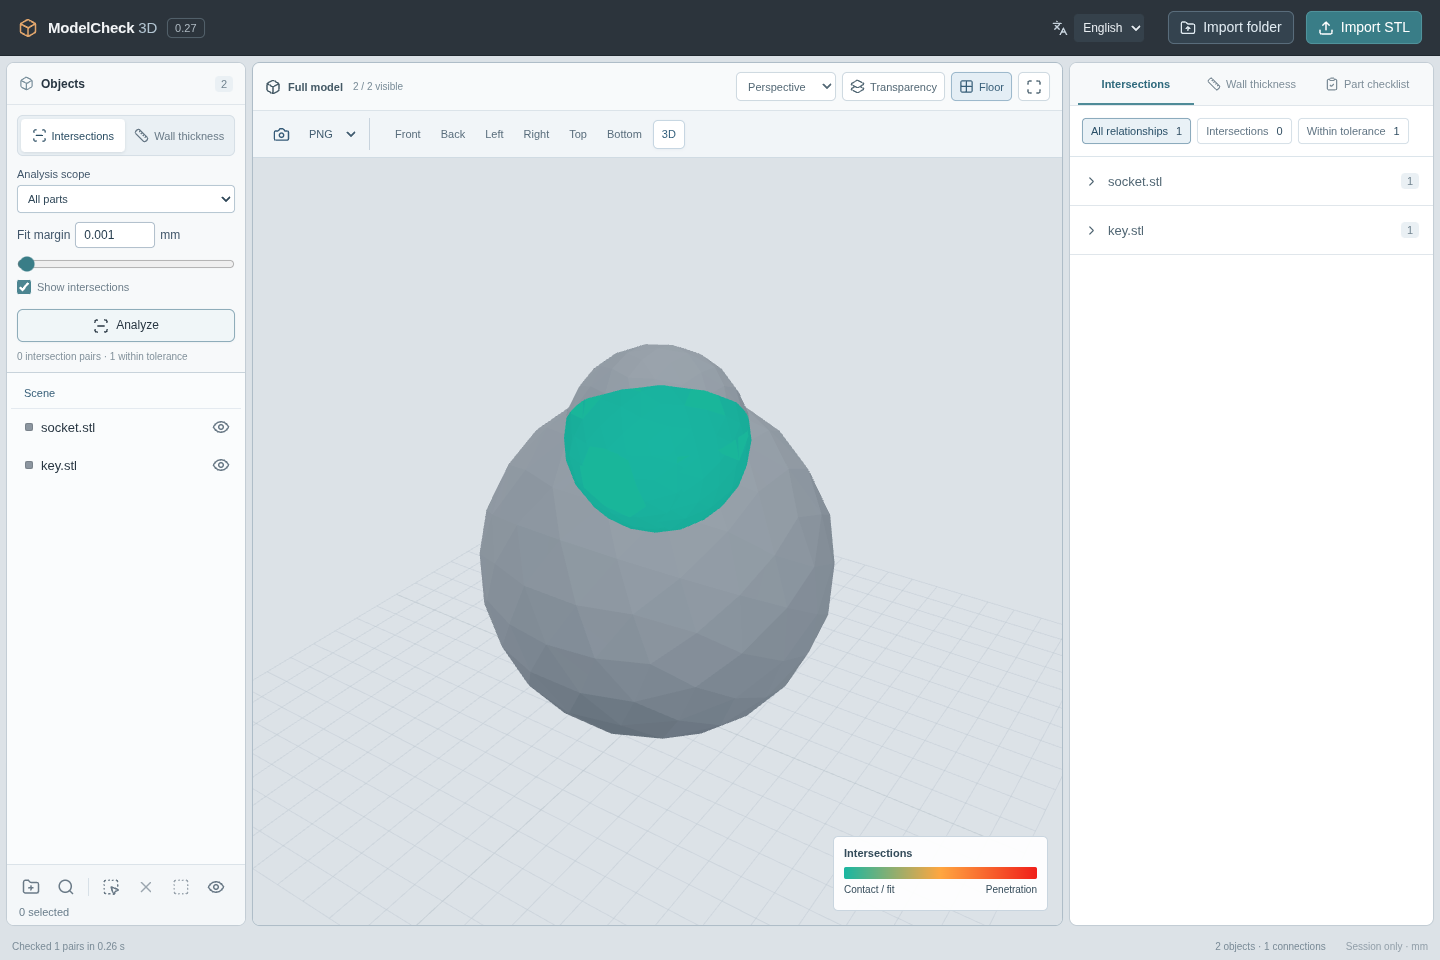 ModelCheck 3D 0.27
English
Import folder
Import STL
Objects 2
Intersections
Wall thickness
Analysis scope
All parts
Fit margin 0.001 mm
Show intersections
Analyze
0 intersection pairs · 1 within tolerance
Scene
socket.stl
key.stl
0 selected
Full model 2 / 2 visible
Perspective
Transparency
Floor
PNG
Front
Back
Left
Right
Top
Bottom
3D
Intersections
Contact / fit
Penetration
Intersections
Wall thickness
Part checklist
All relationships 1
Intersections 0
Within tolerance 1
socket.stl 1
key.stl 1
Checked 1 pairs in 0.26 s
2 objects · 1 connections
Session only · mm